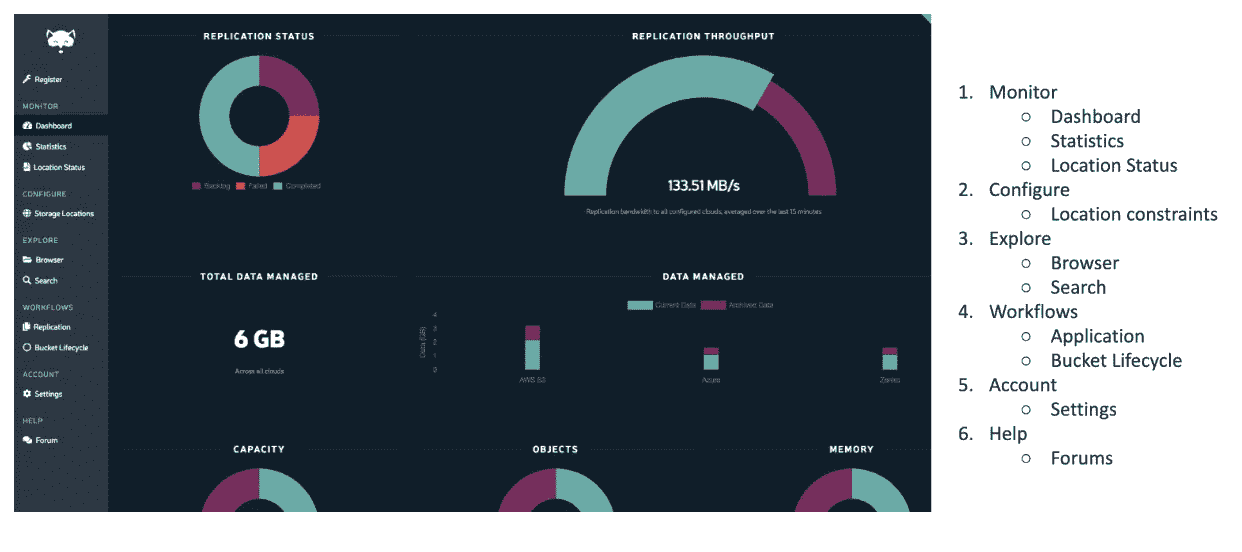 Register
MONITOR
Dashboard
Statistics
Location Status
CONFIGURE
Storage Locations
EXPLORE
Browser
Search
WORKFLOWS
Replication
Bucket Lifecycle
ACCOUNT
Settings
HELP
Forum
REPLICATION STATUS
Backlog Failed Completed
REPLICATION THROUGHPUT
133.51 MB/s
Replication bandwidth to all configured clouds, averaged over the last 15 minutes
TOTAL DATA MANAGED
6 GB
Across all clouds
DATA MANAGED
Current Data Archived Data
Data (GB)
4
3
2
1
0
AWS S3 Azure Zenko
CAPACITY
OBJECTS
MEMORY
1. Monitor
○ Dashboard
○ Statistics
○ Location Status
2. Configure
○ Location constraints
3. Explore
○ Browser
○ Search
4. Workflows
○ Application
○ Bucket Lifecycle
5. Account
○ Settings
6. Help
○ Forums